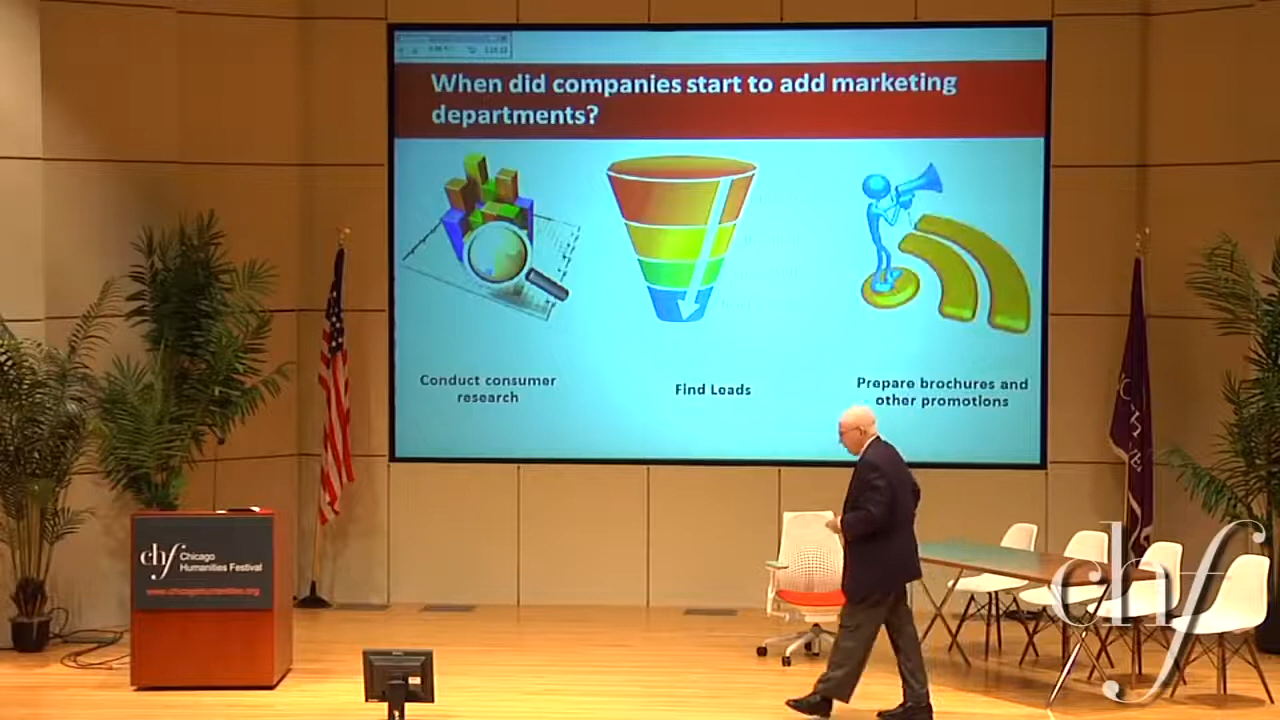 When did companies start to add marketing
departments?
Conduct consumer
research
Find Leads
Prepare brochures and
other promotions
chf Chicago
Humanities Festival
www.chicagohumanities.org
chf